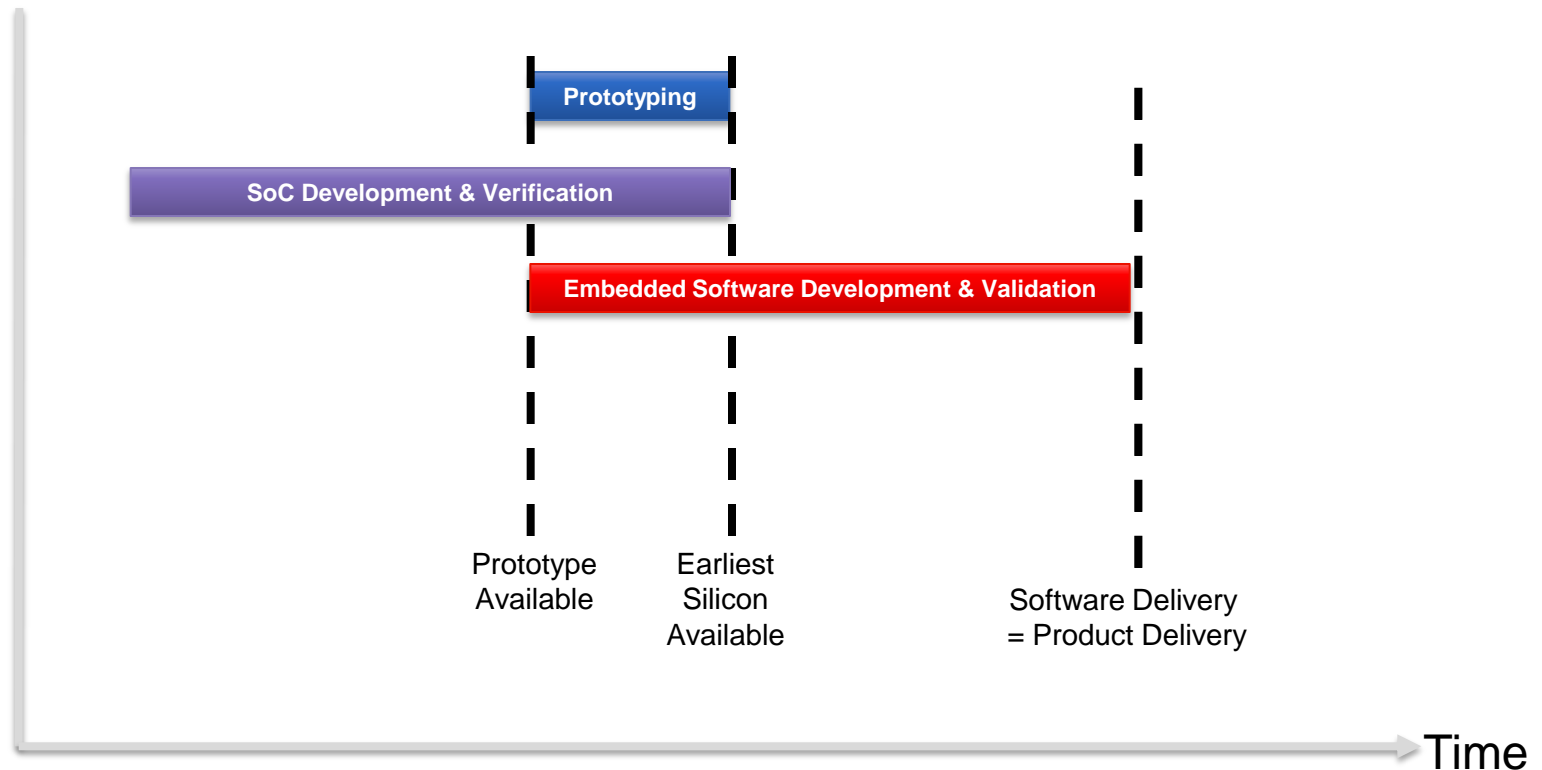 Prototyping
SoC Development & Verification
Embedded Software Development & Validation
Prototype
Available
Earliest
Silicon
Available
Software Delivery
= Product Delivery
Time